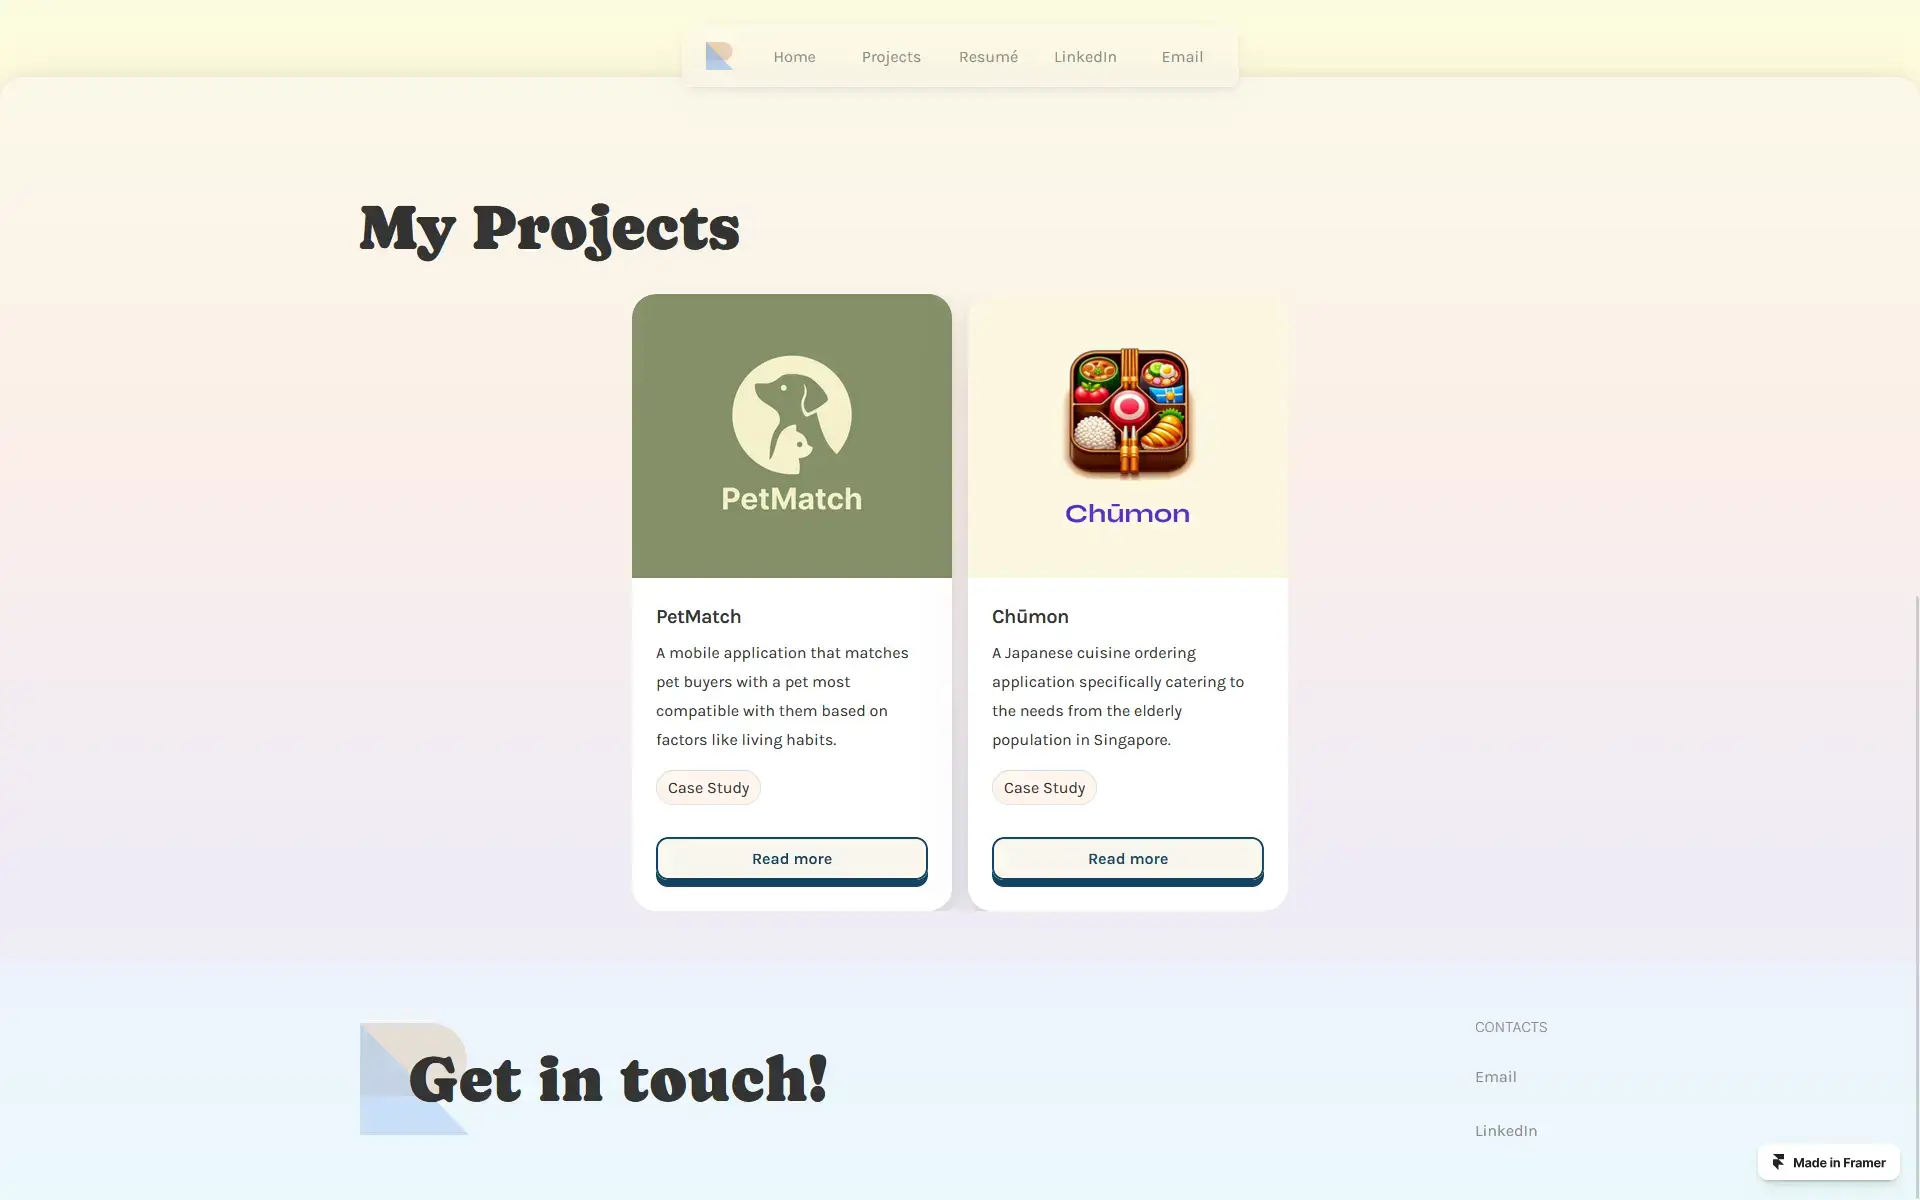 Home
Projects
Resumé
LinkedIn
Email
My Projects
PetMatch
PetMatch
A mobile application that matches
pet buyers with a pet most
compatible with them based on
factors like living habits.
Case Study
Read more
Chūmon
Chūmon
A Japanese cuisine ordering
application specifically catering to
the needs from the elderly
population in Singapore.
Case Study
Read more
Get in touch!
CONTACTS
Email
LinkedIn
Made in Framer